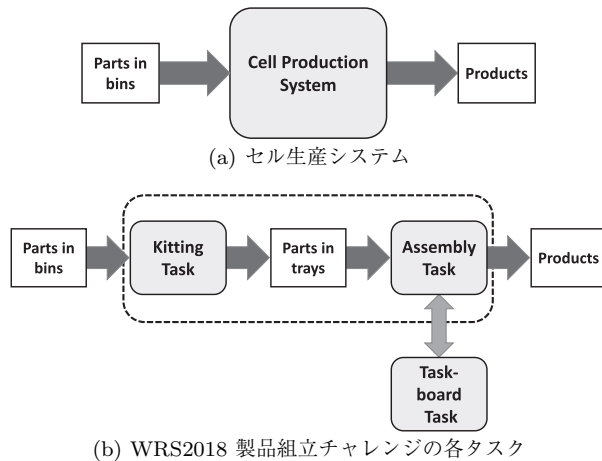 Parts in
bins
Cell Production
System
Products
(a) セル生産システム
Parts in
bins
Kitting
Task
Parts in
trays
Assembly
Task
Products
Task-
board
Task
(b) WRS2018 製品組立チャレンジの各タスク